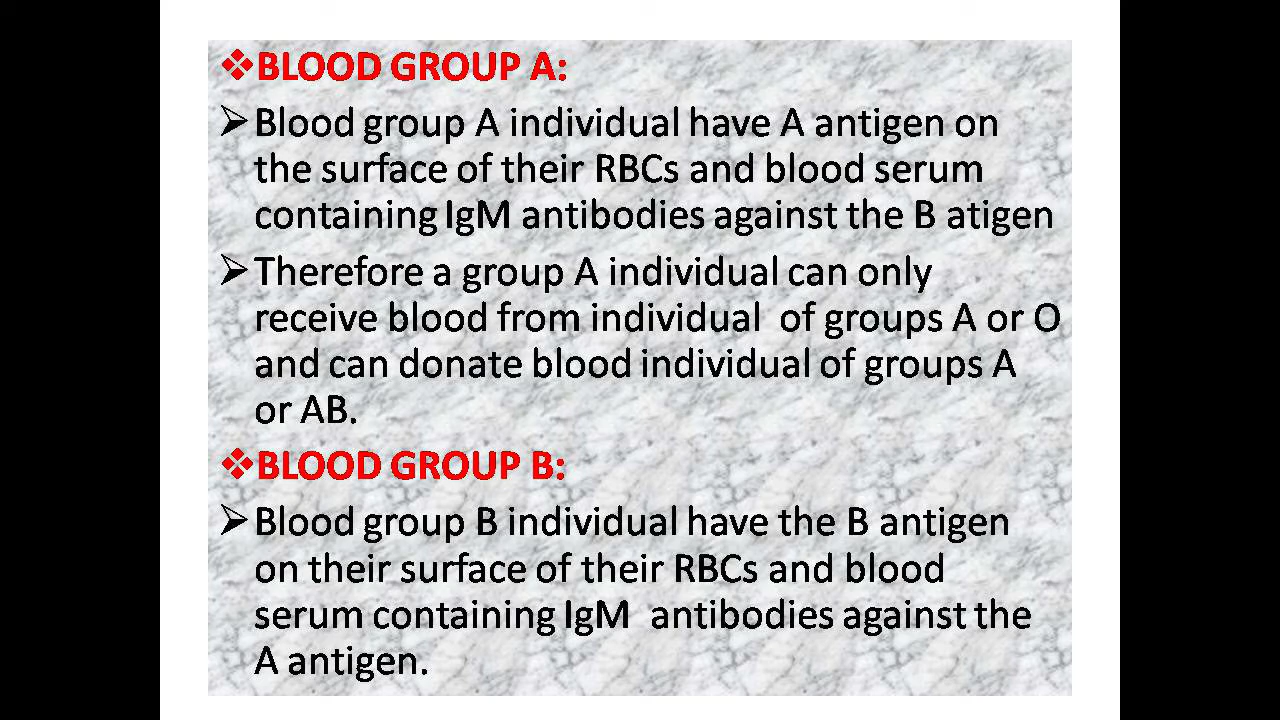 ❖BLOOD GROUP A:
➢Blood group A individual have A antigen on
the surface of their RBCs and blood serum
containing IgM antibodies against the B atigen
➢Therefore a group A individual can only
receive blood from individual  of groups A or O
and can donate blood individual of groups A
or AB.
❖BLOOD GROUP B:
➢Blood group B individual have the B antigen
on their surface of their RBCs and blood
serum containing IgM  antibodies against the
A antigen.